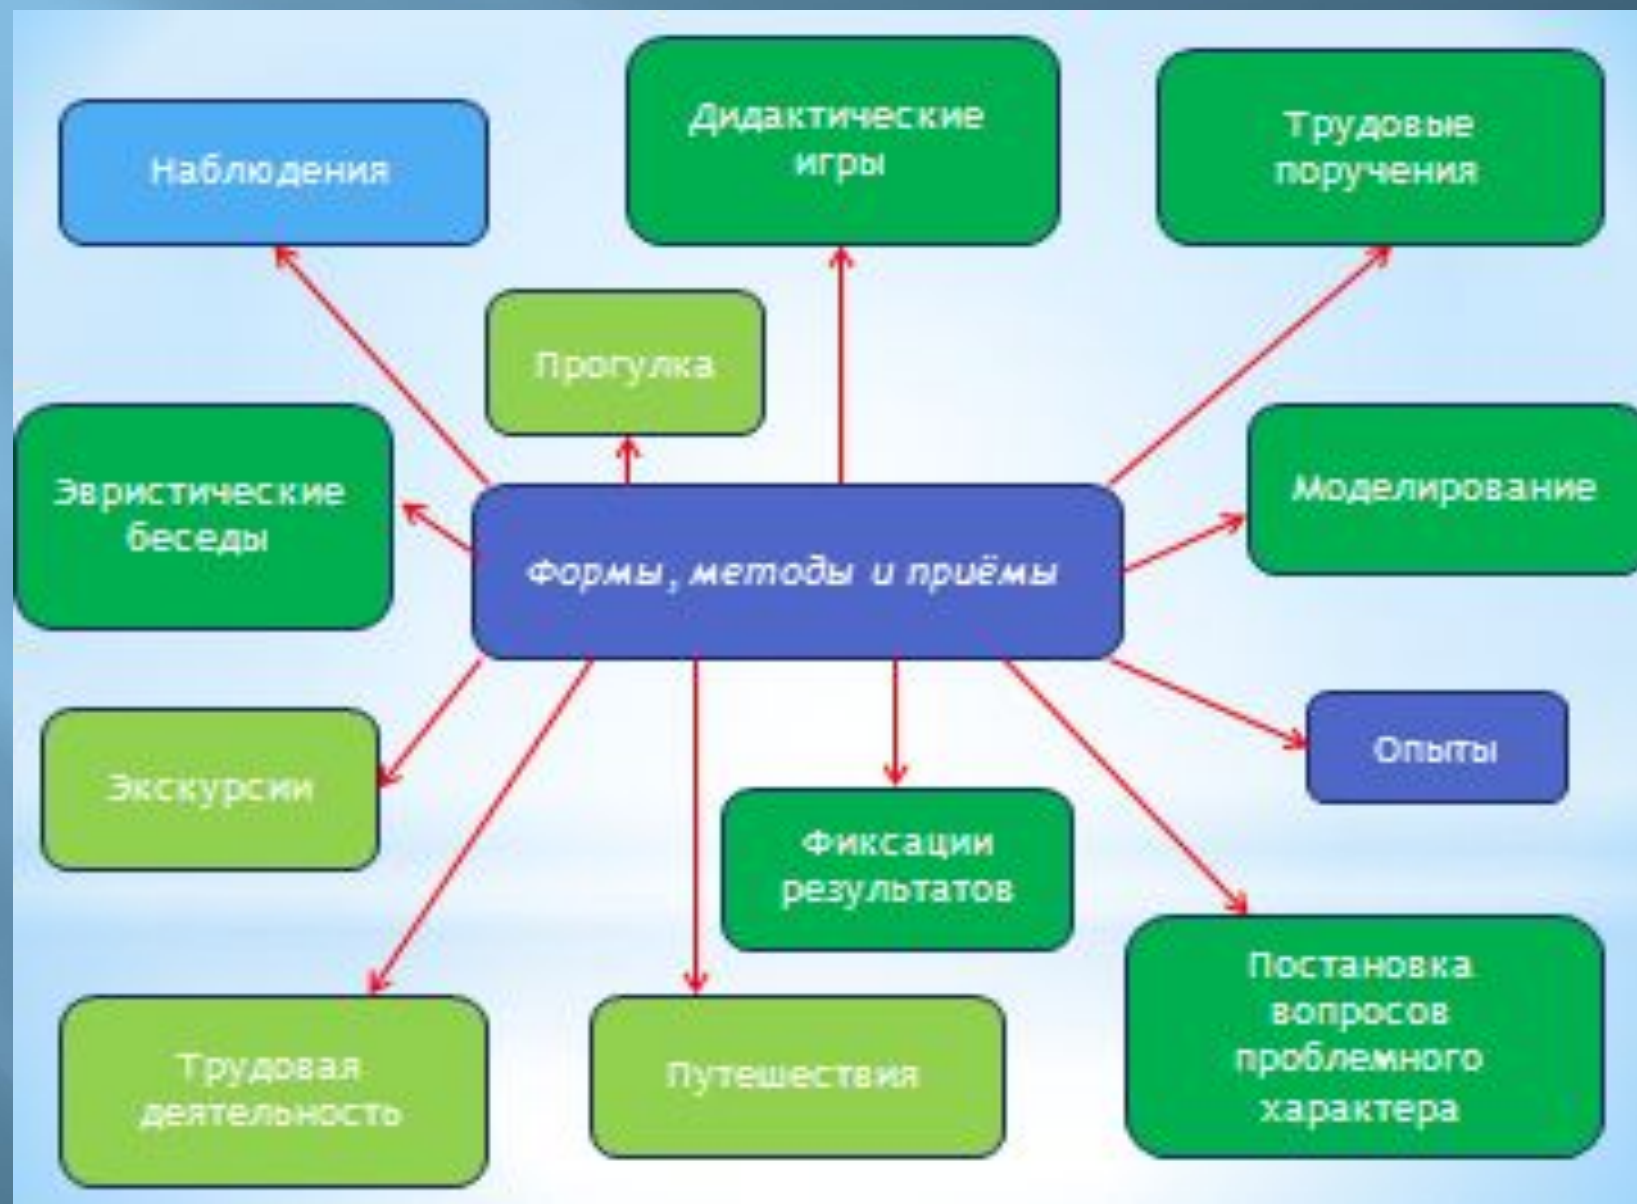 Наблюдения
Дидактические
игры
Трудовые
поручения
Прогулка
Эвристические
беседы
Формы, методы и приёмы
Моделирование
Экскурсии
Опыты
Фиксации
результатов
Трудовая
деятельность
Путешествия
Постановка
вопросов
проблемного
характера